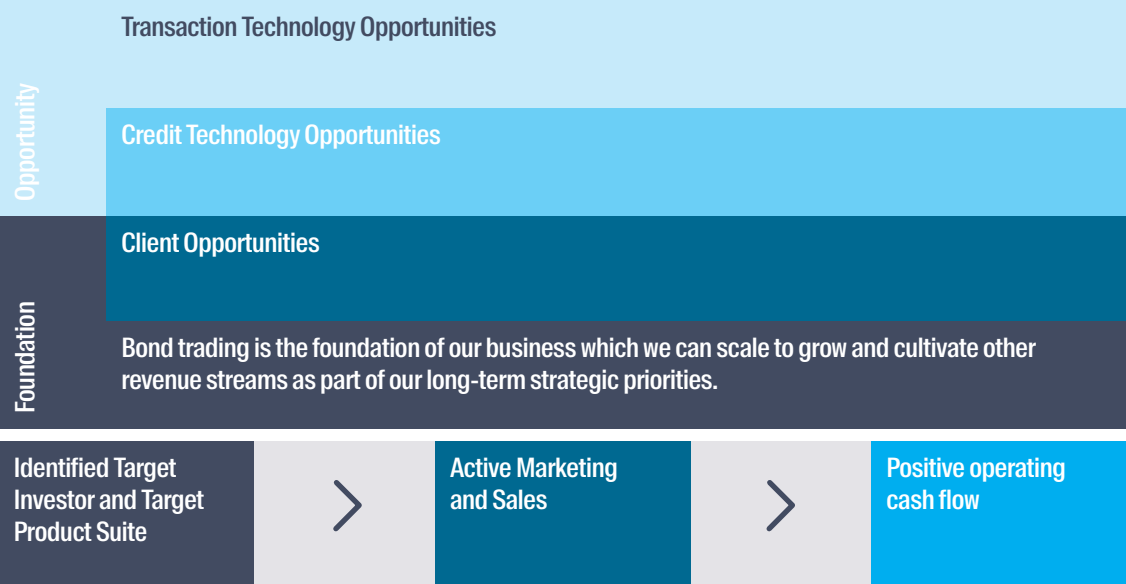 Transaction Technology Opportunities
Opportunity
Credit Technology Opportunities
Client Opportunities
Foundation
Bond trading is the foundation of our business which we can scale to grow and cultivate other
revenue streams as part of our long-term strategic priorities.
Identified Target
Investor and Target
Product Suite
Active Marketing
and Sales
Positive operating
cash flow